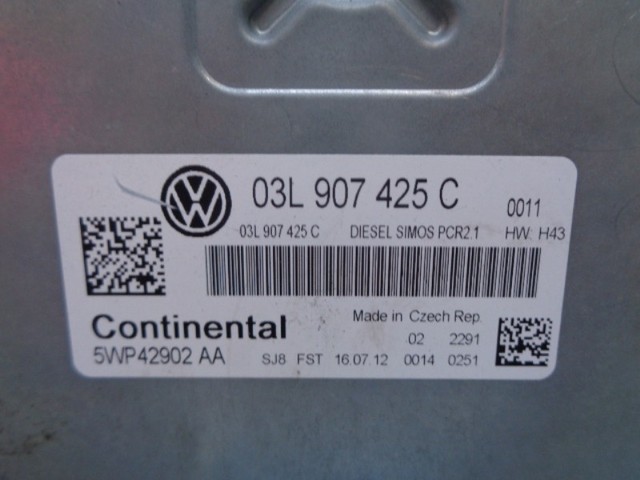 VW 03L 907 425 C 0011
03L 907 425 C DIESEL SIMOS PCR2.1 HW: H43
Continental Made in Czech Rep.
02 2291
5WP42902 AA SJ8 FST 16.07.12 0014 0251